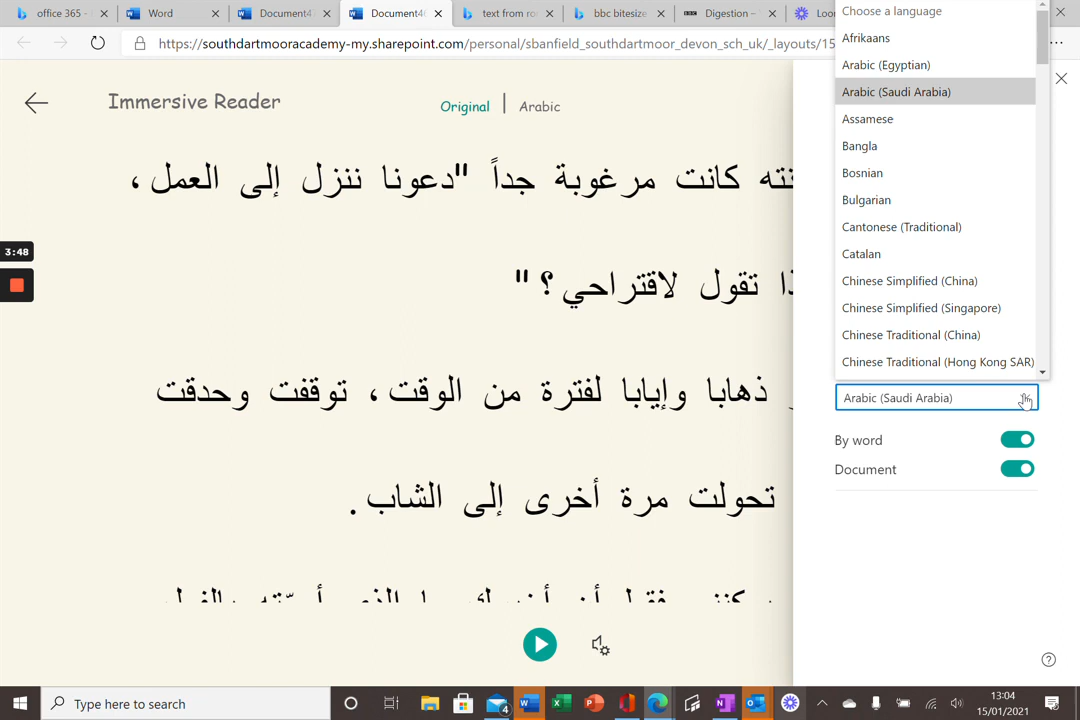 office 365 -
Word
Document4
Document4
text from ro
bbc bitesize
BBC
Digestion -
Loo
https://southdartmooracademy-my.sharepoint.com/personal/sbanfield_southdartmoor_devon_sch_uk/_layouts/15
Immersive Reader
Original | Arabic
كانت مرغوبة جداً "دعونا ننزل إلى العمل ،
تقول لاقتراحي؟ "
ذهابا وإيابا لفترة من الوقت ، توقفت وحدقت
تحولت مرة أخرى إلى الشاب .
3:48
Choose a language
Afrikaans
Arabic (Egyptian)
Arabic (Saudi Arabia)
Assamese
Bangla
Bosnian
Bulgarian
Cantonese (Traditional)
Catalan
Chinese Simplified (China)
Chinese Simplified (Singapore)
Chinese Traditional (China)
Chinese Traditional (Hong Kong SAR)
Arabic (Saudi Arabia)
By word
Document
Type here to search
4
13:04
15/01/2021